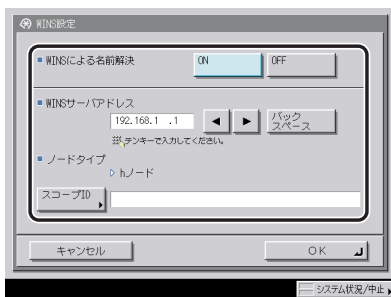 WINS設定
WINSによる名前解決 ON OFF
WINSサーバアドレス
192.168.1 .1 ◀ ▶ バックスペース
テンキーで入力してください。
ノードタイプ
hノード
スコープID
キャンセル OK
システム状況/中止